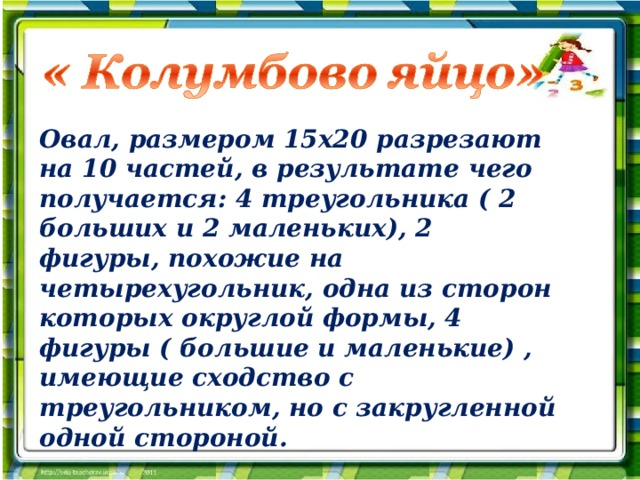 « Колумбово яйцо»
Овал, размером 15х20 разрезают
на 10 частей, в результате чего
получается: 4 треугольника ( 2
больших и 2 маленьких), 2
фигуры, похожие на
четырехугольник, одна из сторон
которых округлой формы, 4
фигуры ( большие и маленькие) ,
имеющие сходство с
треугольником, но с закругленной
одной стороной.